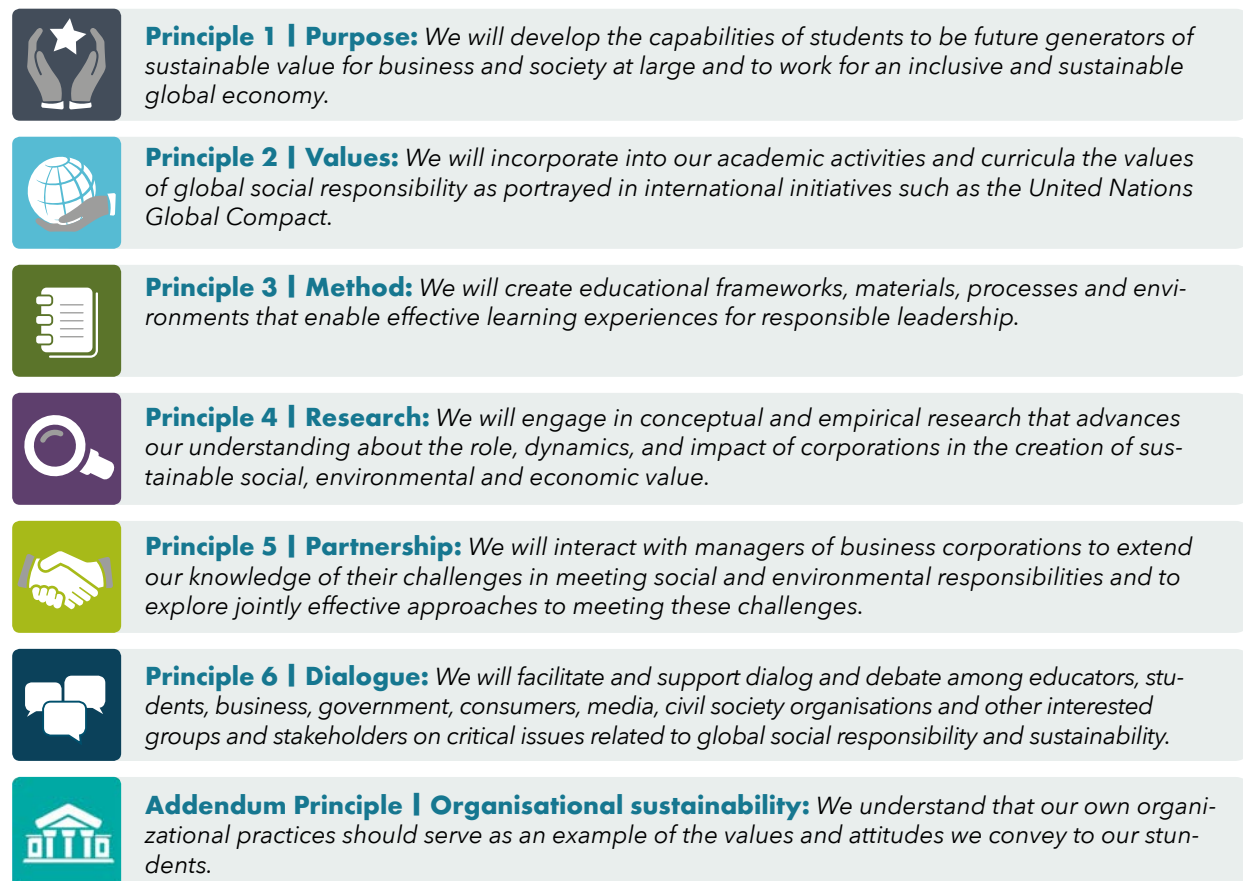 Principle 1 | Purpose: We will develop the capabilities of students to be future generators of
sustainable value for business and society at large and to work for an inclusive and sustainable
global economy.
Principle 2 | Values: We will incorporate into our academic activities and curricula the values
of global social responsibility as portrayed in international initiatives such as the United Nations
Global Compact.
Principle 3 | Method: We will create educational frameworks, materials, processes and envi-
ronments that enable effective learning experiences for responsible leadership.
Principle 4 | Research: We will engage in conceptual and empirical research that advances
our understanding about the role, dynamics, and impact of corporations in the creation of sus-
tainable social, environmental and economic value.
Principle 5 | Partnership: We will interact with managers of business corporations to extend
our knowledge of their challenges in meeting social and environmental responsibilities and to
explore jointly effective approaches to meeting these challenges.
Principle 6 | Dialogue: We will facilitate and support dialog and debate among educators, stu-
dents, business, government, consumers, media, civil society organisations and other interested
groups and stakeholders on critical issues related to global social responsibility and sustainability.
Addendum Principle | Organisational sustainability: We understand that our own organi-
zational practices should serve as an example of the values and attitudes we convey to our stun-
dents.